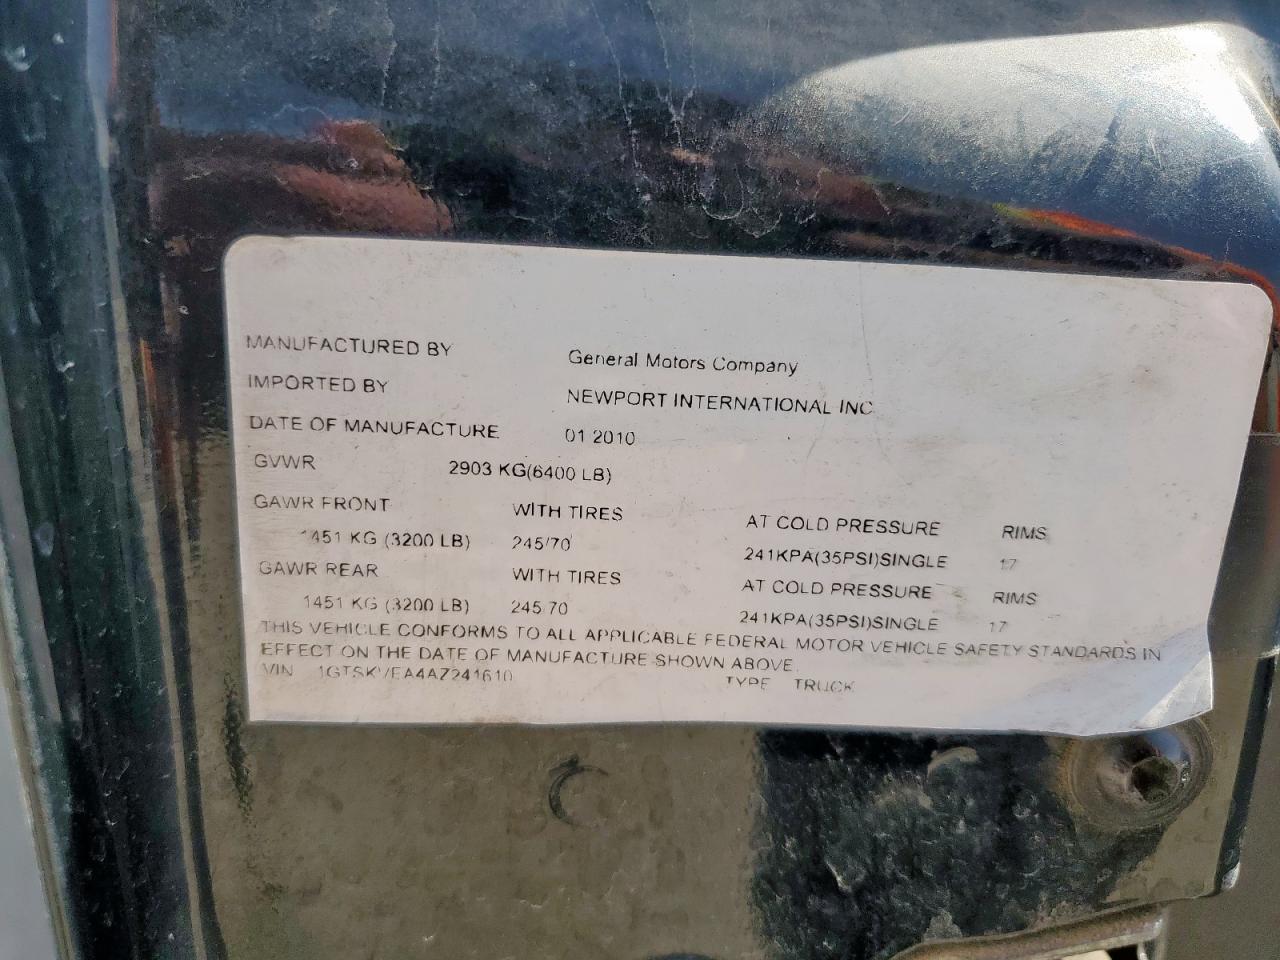 MANUFACTURED BY General Motors Company
IMPORTED BY NEWPORT INTERNATIONAL INC
DATE OF MANUFACTURE 01 2010
GVWR 2903 KG(6400 LB)
GAWR FRONT WITH TIRES AT COLD PRESSURE RIMS
1451 KG (3200 LB) 245/70 241KPA(35PSI)SINGLE 17
GAWR REAR WITH TIRES AT COLD PRESSURE RIMS
1451 KG (3200 LB) 245/70 241KPA(35PSI)SINGLE 17
THIS VEHICLE CONFORMS TO ALL APPLICABLE FEDERAL MOTOR VEHICLE SAFETY STANDARDS IN
EFFECT ON THE DATE OF MANUFACTURE SHOWN ABOVE.
VIN 1GTSKVEA4AZ241610 TYPE TRUCK